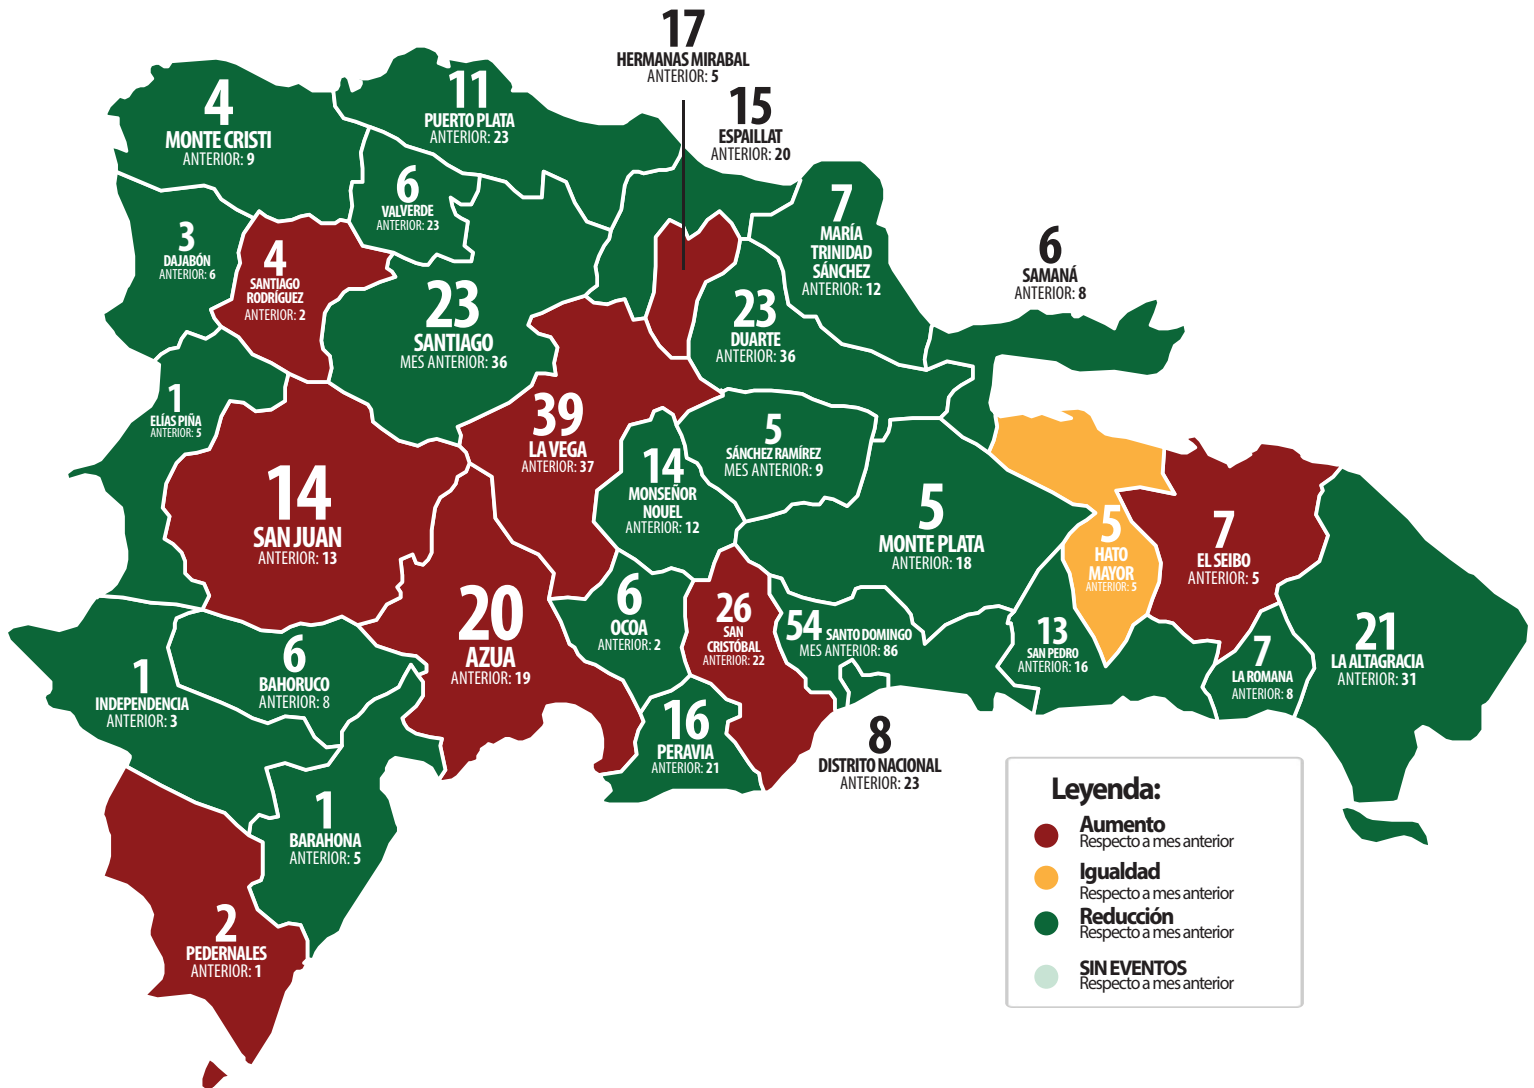 17
HERMANAS MIRABAL
ANTERIOR: 5
4
MONTE CRISTI
ANTERIOR: 9
11
PUERTO PLATA
ANTERIOR: 23
15
ESPAILLAT
ANTERIOR: 20
6
VALVERDE
ANTERIOR: 23
7
MARÍA
TRINIDAD
SÁNCHEZ
ANTERIOR: 12
3
DAJABÓN
ANTERIOR: 6
4
SANTIAGO
RODRÍGUEZ
ANTERIOR: 2
6
SAMANÁ
ANTERIOR: 8
23
SANTIAGO
MES ANTERIOR: 36
23
DUARTE
ANTERIOR: 36
1
ELÍAS PIÑA
ANTERIOR: 5
39
LA VEGA
ANTERIOR: 37
5
SÁNCHEZ RAMÍREZ
MES ANTERIOR: 9
14
MONSEÑOR
NOUEL
ANTERIOR: 12
14
SAN JUAN
ANTERIOR: 13
5
MONTE PLATA
ANTERIOR: 18
5
HATO
MAYOR
ANTERIOR: 5
7
EL SEIBO
ANTERIOR: 5
20
AZUA
ANTERIOR: 19
6
OCOA
ANTERIOR: 2
26
SAN
CRISTÓBAL
ANTERIOR: 22
54 SANTO DOMINGO
MES ANTERIOR: 86
13
SAN PEDRO
ANTERIOR: 16
7
LA ROMANA
ANTERIOR: 8
21
LA ALTAGRACIA
ANTERIOR: 31
6
BAHORUCO
ANTERIOR: 8
1
INDEPENDENCIA
ANTERIOR: 3
16
PERAVIA
ANTERIOR: 21
8
DISTRITO NACIONAL
ANTERIOR: 23
1
BARAHONA
ANTERIOR: 5
2
PEDERNALES
ANTERIOR: 1
Leyenda:
Aumento
Respecto a mes anterior
Igualdad
Respecto a mes anterior
Reducción
Respecto a mes anterior
SIN EVENTOS
Respecto a mes anterior